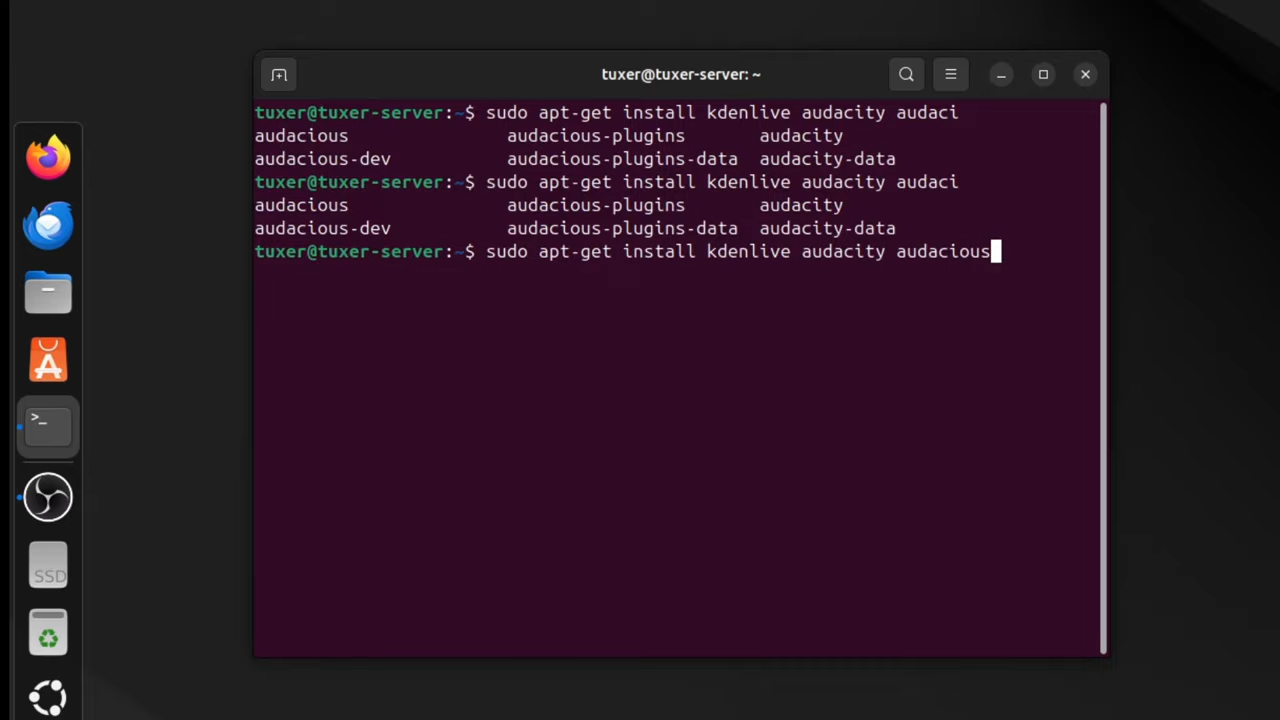 tuxer@tuxer-server: ~
tuxer@tuxer-server:~$ sudo apt-get install kdenlive audacity audaci
audacious audacious-plugins audacity
audacious-dev audacious-plugins-data audacity-data
tuxer@tuxer-server:~$ sudo apt-get install kdenlive audacity audaci
audacious audacious-plugins audacity
audacious-dev audacious-plugins-data audacity-data
tuxer@tuxer-server:~$ sudo apt-get install kdenlive audacity audacious
>_
SSD